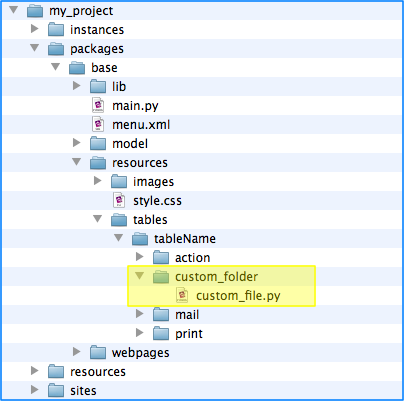 my_project
instances
packages
base
lib
main.py
menu.xml
model
resources
images
style.css
tables
tableName
action
custom_folder
custom_file.py
mail
print
webpages
resources
sites